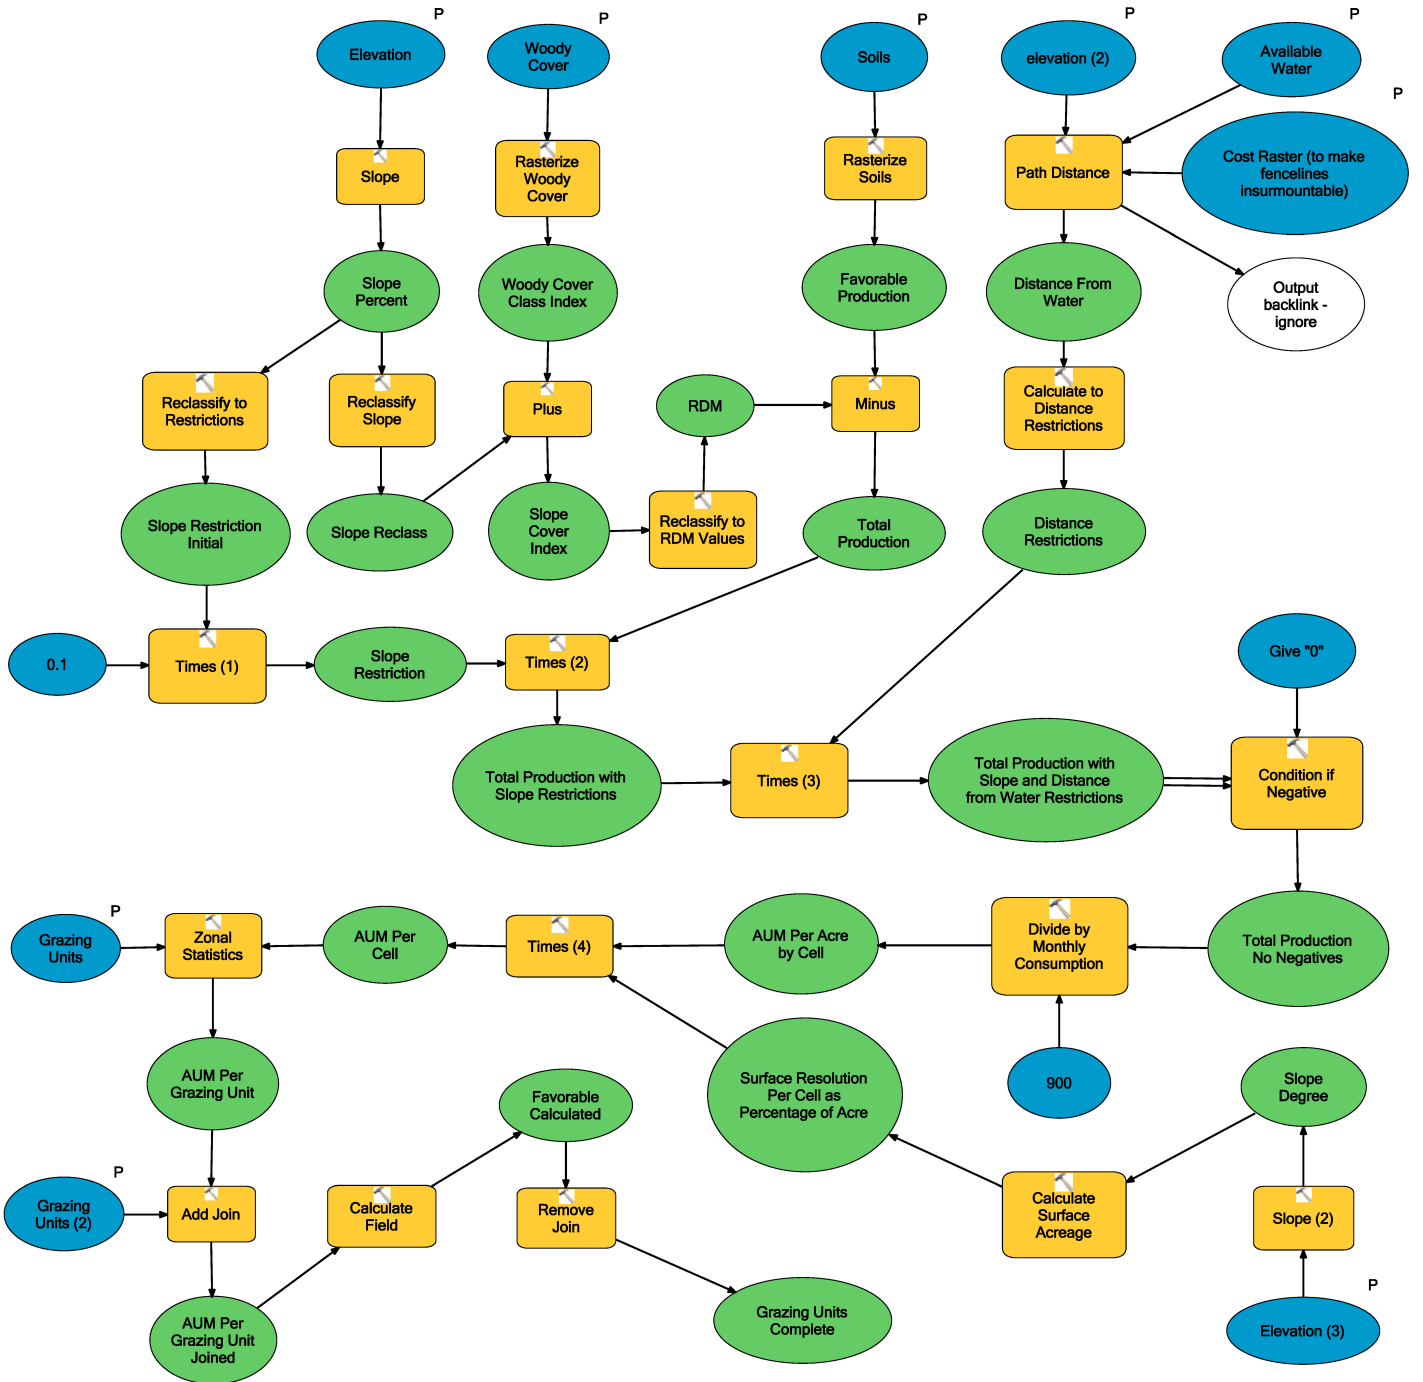 P
P
P
P
P
Elevation
Woody
Cover
Soils
elevation (2)
Available
Water
P
Rasterize
Woody
Cover
Rasterize
Soils
Path Distance
Cost Raster (to make
fencelines
insurmountable)
Slope
Slope
Percent
Woody Cover
Class Index
Favorable
Production
Distance From
Water
Output
backlink -
ignore
Reclassify to
Restrictions
Reclassify
Slope
Plus
RDM
Minus
Calculate to
Distance
Restrictions
Slope Restriction
Initial
Slope Reclass
Slope
Cover
Index
Reclassify to
RDM Values
Total
Production
Distance
Restrictions
0.1
Times (1)
Slope
Restriction
Times (2)
Give "0"
Total Production with
Slope Restrictions
Times (3)
Total Production with
Slope and Distance
from Water Restrictions
Condition if
Negative
P
Grazing
Units
Zonal
Statistics
AUM Per
Cell
Times (4)
AUM Per Acre
by Cell
Divide by
Monthly
Consumption
Total Production
No Negatives
AUM Per
Grazing Unit
Favorable
Calculated
Surface Resolution
Per Cell as
Percentage of Acre
900
Slope
Degree
P
Grazing
Units (2)
Add Join
Calculate
Field
Remove
Join
Calculate
Surface
Acreage
Slope (2)
P
AUM Per
Grazing Unit
Joined
Grazing Units
Complete
Elevation (3)